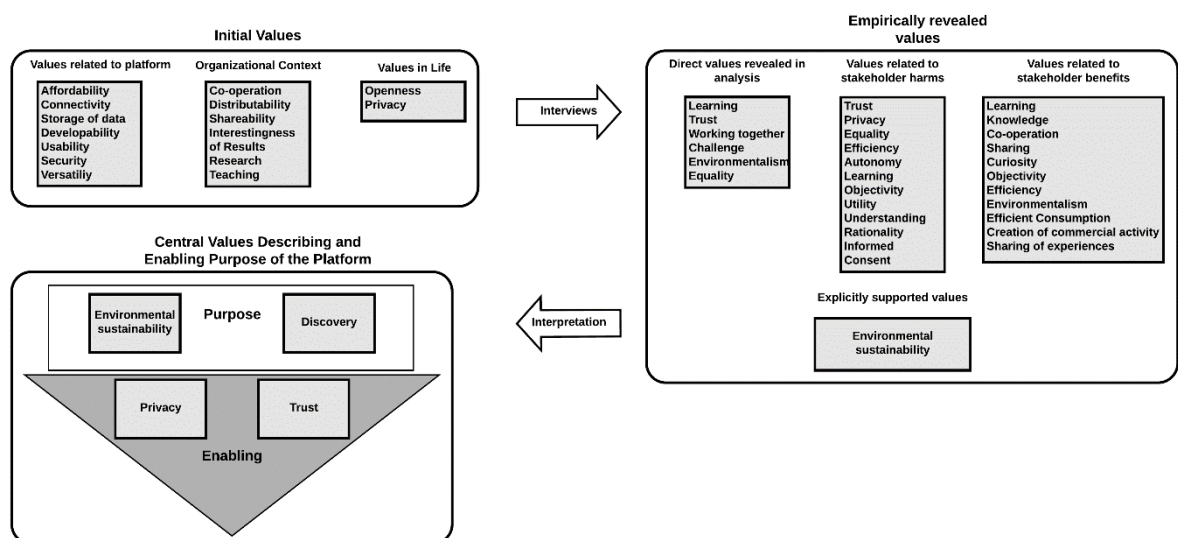 Initial Values
Values related to platform
Affordability
Connectivity
Storage of data
Developability
Usability
Security
Versatiliy
Organizational Context
Co-operation
Distributability
Shareability
Interestingness
of Results
Research
Teaching
Values in Life
Openness
Privacy
Interviews
Empirically revealed
values
Direct values revealed in
analysis
Learning
Trust
Working together
Challenge
Environmentalism
Equality
Values related to
stakeholder harms
Trust
Privacy
Equality
Efficiency
Autonomy
Learning
Objectivity
Utility
Understanding
Rationality
Informed
Consent
Values related to
stakeholder benefits
Learning
Knowledge
Co-operation
Sharing
Curiosity
Objectivity
Efficiency
Environmentalism
Efficient Consumption
Creation of commercial activity
Sharing of experiences
Explicitly supported values
Environmental
sustainability
Interpretation
Central Values Describing and
Enabling Purpose of the Platform
Environmental
sustainability
Purpose
Discovery
Privacy
Trust
Enabling